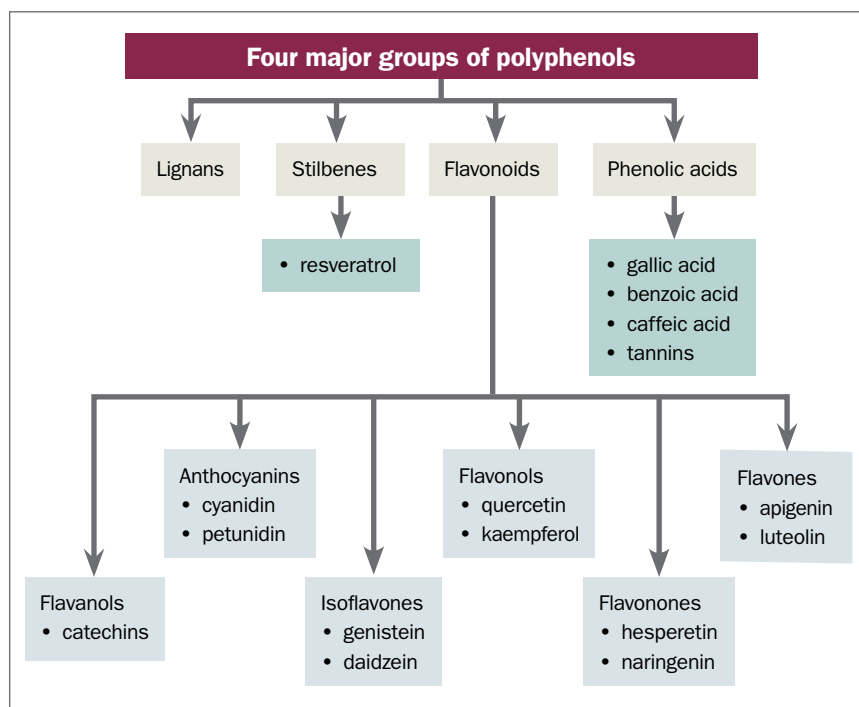 Four major groups of polyphenols
Lignans
Stilbenes
Flavonoids
Phenolic acids
• resveratrol
• gallic acid
• benzoic acid
• caffeic acid
• tannins
Anthocyanins
• cyanidin
• petunidin
Flavonols
• quercetin
• kaempferol
Flavones
• apigenin
• luteolin
Flavanols
• catechins
Isoflavones
• genistein
• daidzein
Flavonones
• hesperetin
• naringenin